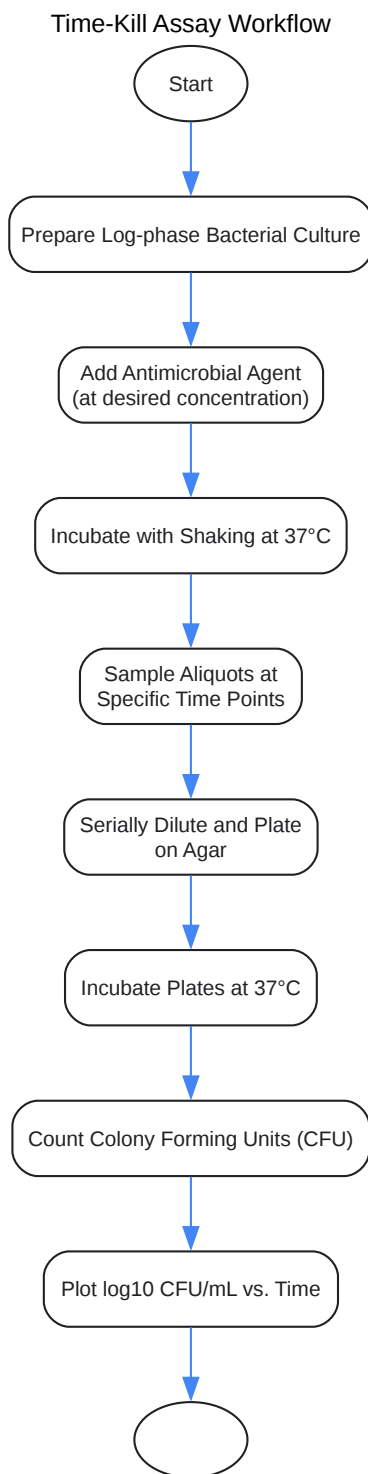 Time-Kill Assay Workflow
Start
Prepare Log-phase Bacterial Culture
Add Antimicrobial Agent
(at desired concentration)
Incubate with Shaking at 37°C
Sample Aliquots at
Specific Time Points
Serially Dilute and Plate
on Agar
Incubate Plates at 37°C
Count Colony Forming Units (CFU)
Plot log10 CFU/mL vs. Time